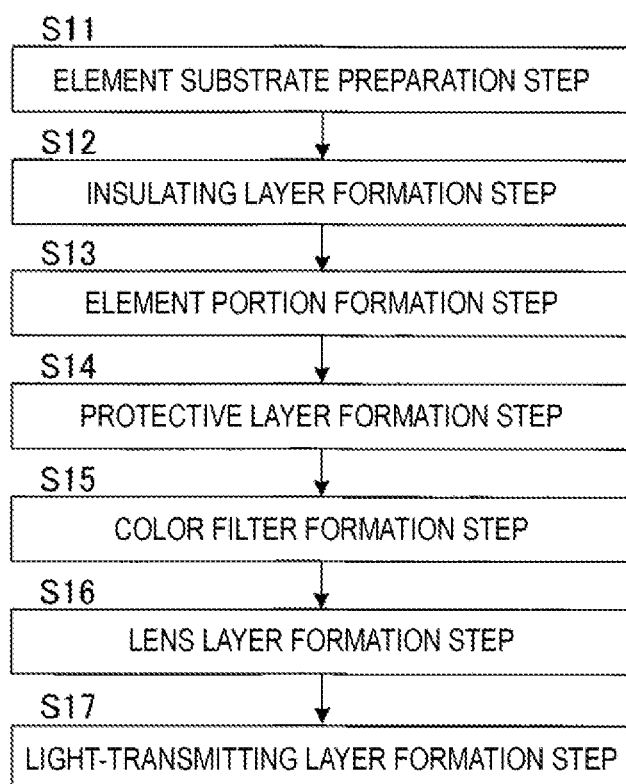 S11
ELEMENT SUBSTRATE PREPARATION STEP
S12
INSULATING LAYER FORMATION STEP
S13
ELEMENT PORTION FORMATION STEP
S14
PROTECTIVE LAYER FORMATION STEP
S15
COLOR FILTER FORMATION STEP
S16
LENS LAYER FORMATION STEP
S17
LIGHT-TRANSMITTING LAYER FORMATION STEP